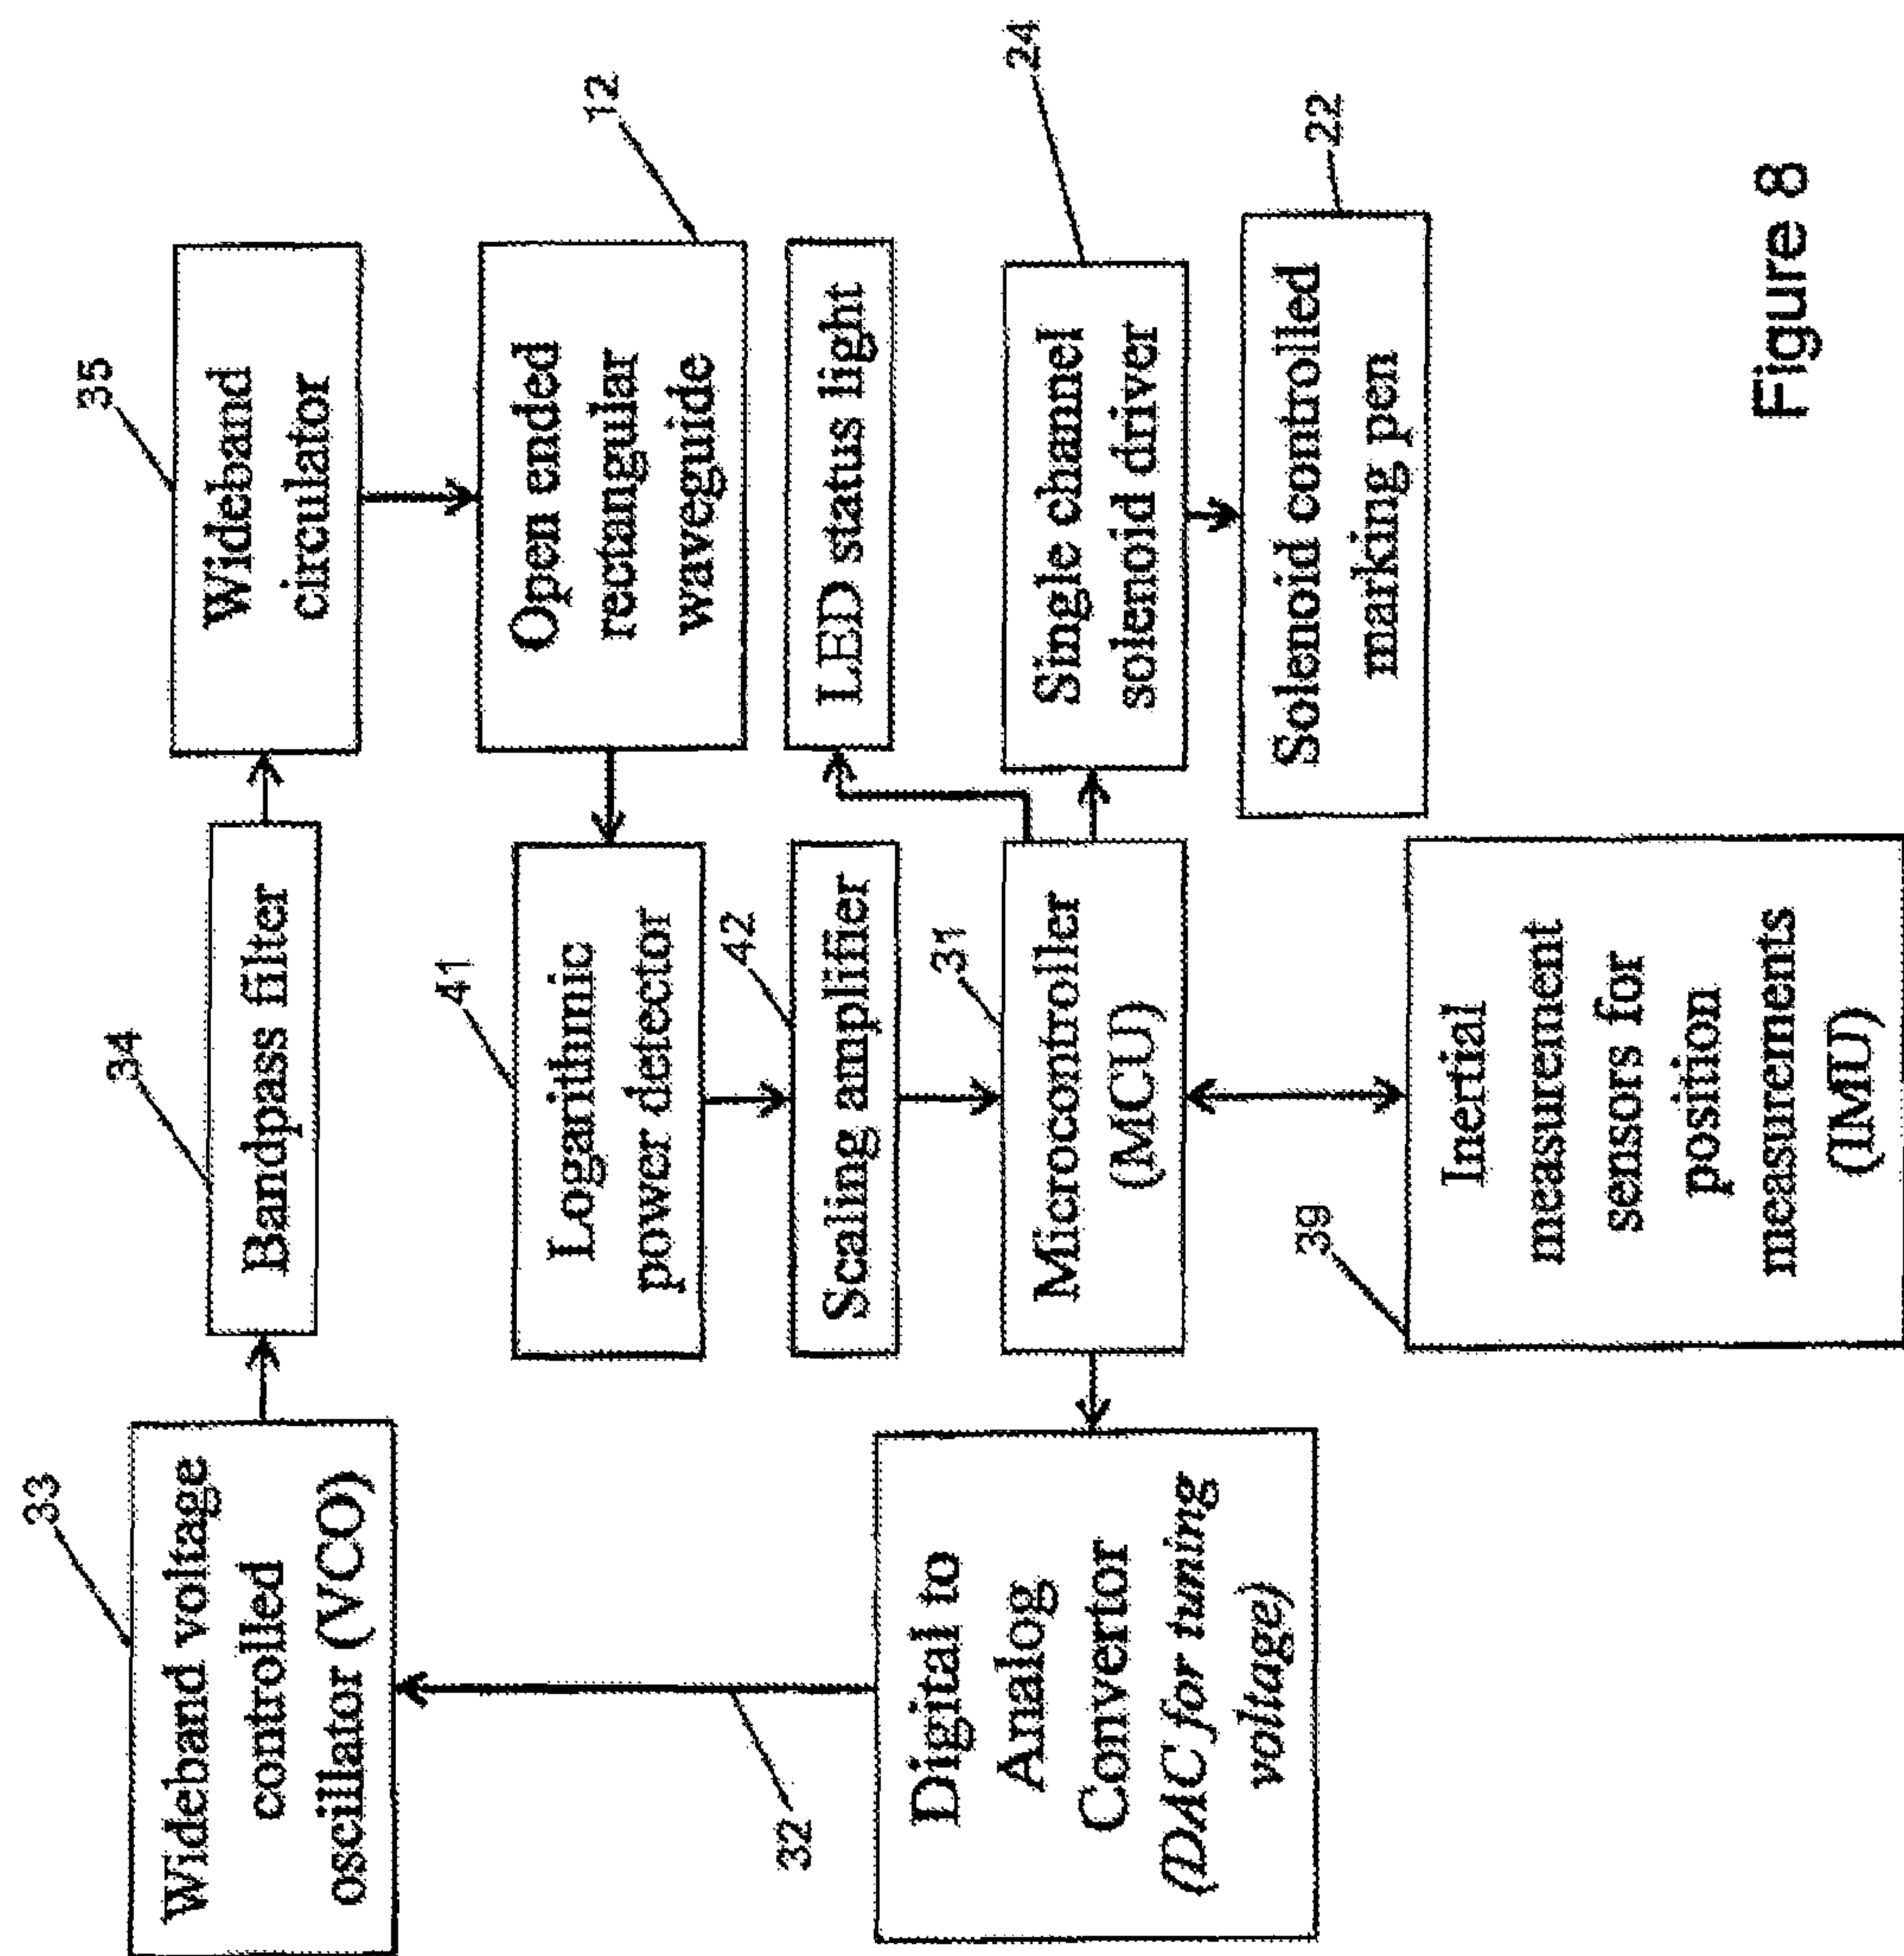 33
Wideband voltage
controlled
oscillator (VCO)
34
Bandpass filter
35
Wideband
circulator
41
Logarithmic
power detector
Open ended
rectangular
waveguide
12
42
Scaling amplifier
LED status light
32
Digital to
Analog
Convertor
(DAC for tuning
voltage)
31
Microcontroller
(MCU)
Single channel
solenoid driver
24
Solenoid controlled
marking pen
22
39
Inertial
measurement
sensors for
position
measurements
(IMU)
Figure 8